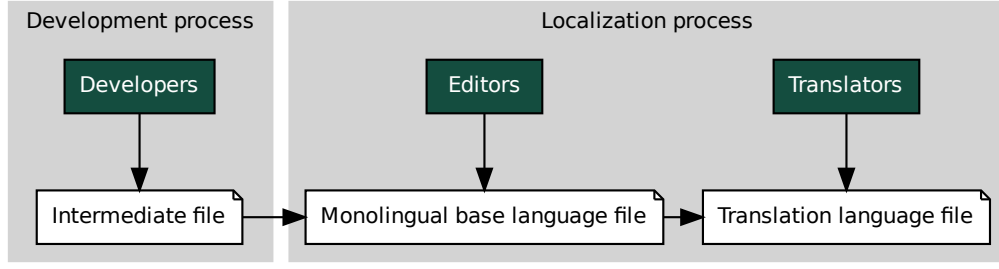 Development process
Localization process
Developers
Editors
Translators
Intermediate file
Monolingual base language file
Translation language file